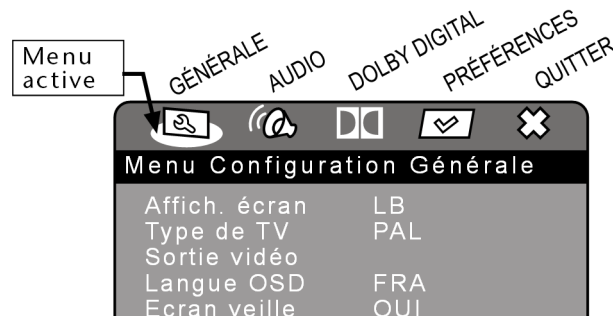 Menu
active
GÉNÉRALE
AUDIO
DOLBY DIGITAL
PRÉFÉRENCES
QUITTER
Menu Configuration Générale
Affich. écran LB
Type de TV PAL
Sortie vidéo
Langue OSD FRA
Ecran veille OUI